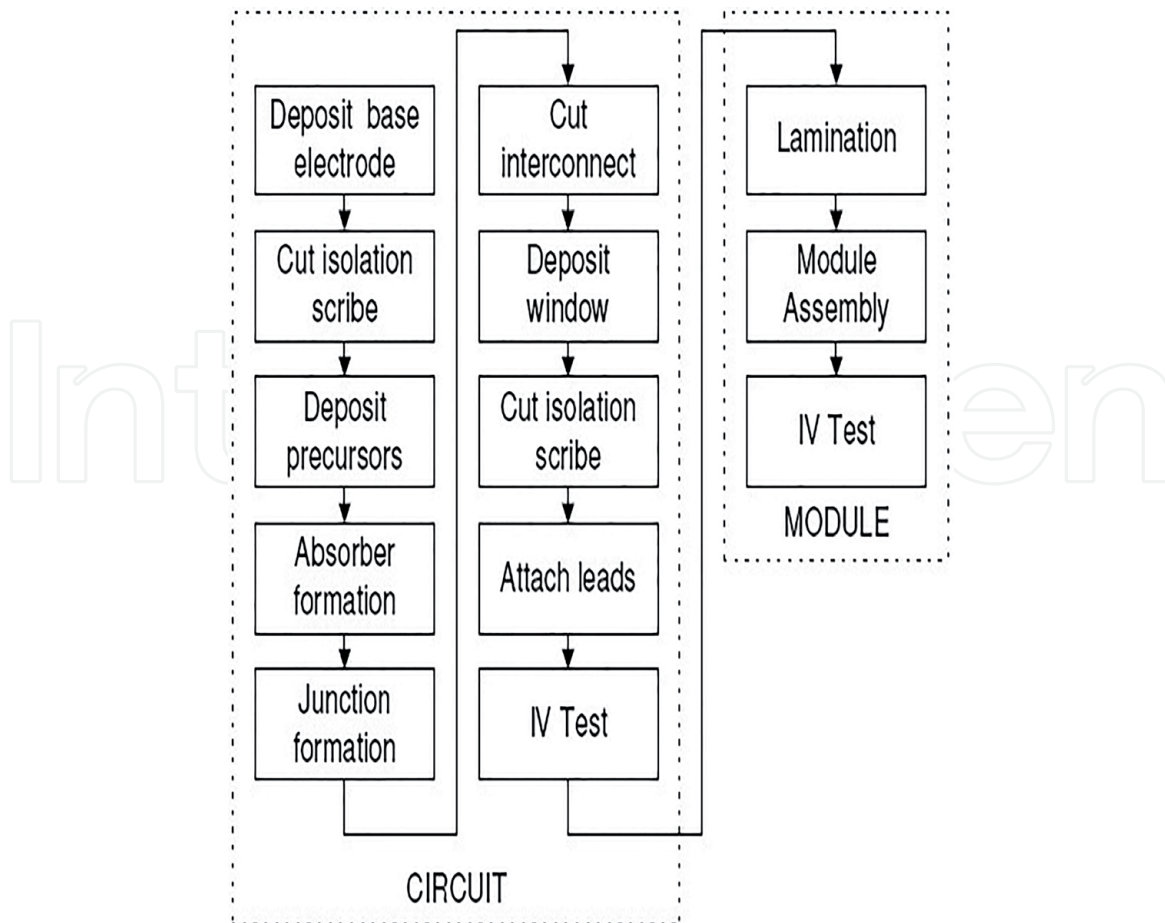 Deposit base
electrode
Cut isolation
scribe
Deposit
precursors
Absorber
formation
Junction
formation
Cut
interconnect
Deposit
window
Cut isolation
scribe
Attach leads
IV Test
CIRCUIT
Lamination
Module
Assembly
IV Test
MODULE